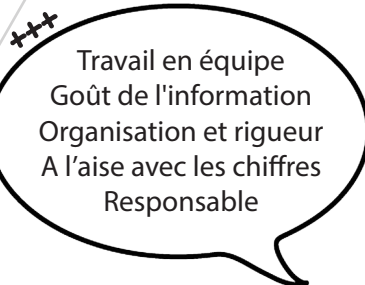 +++
Travail en équipe
Goût de l'information
Organisation et rigueur
A l’aise avec les chiffres
Responsable